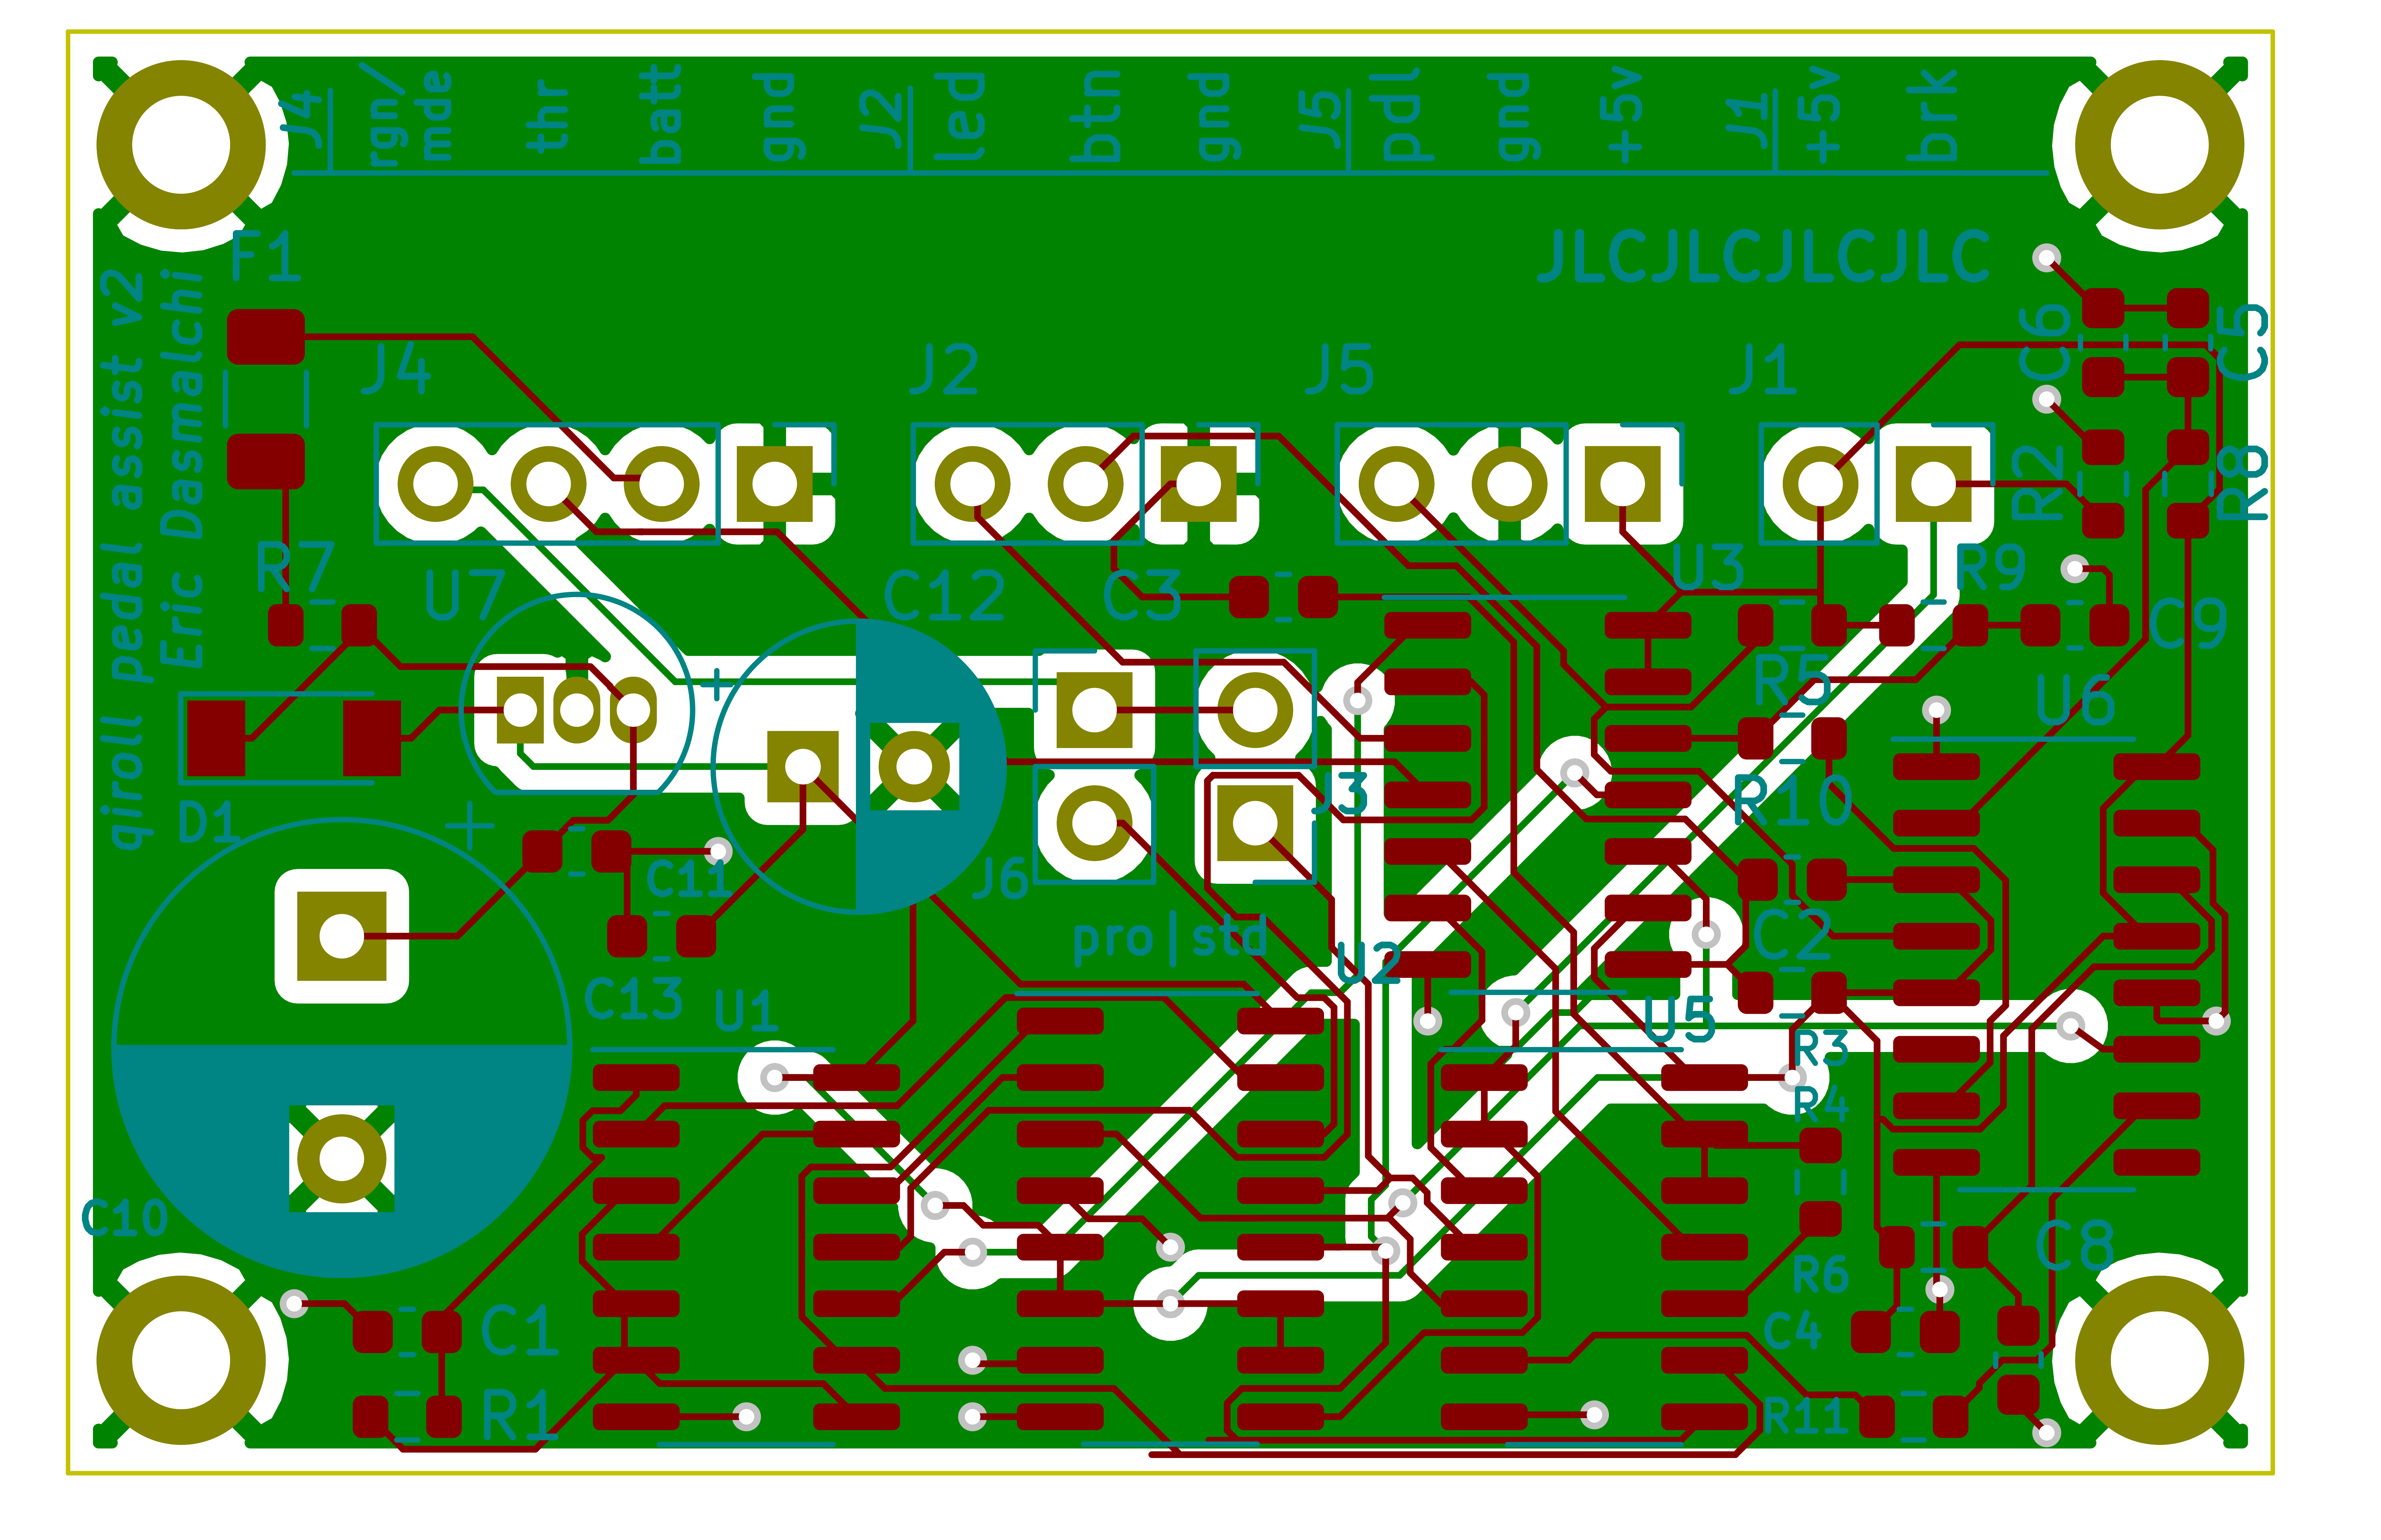 J4 rgn/ mde thr batt gnd J2 led btn gnd J5 pdl gnd +5v J1 +5v brk
F1
JLCJLCJLCJLC
qiroll pedal assist v2
Eric Dasmalchi
C6 C5
J4 J2 J5 J1
R2 R8
R7 U7 C12 C3 U3 R9 C9
+
R5 U6
D1 + J3 R10
C11 J6
pro|std U2 C2
C13 U1 U5
R3
R4
C10 C8
R6
C1 C4
R1 R11